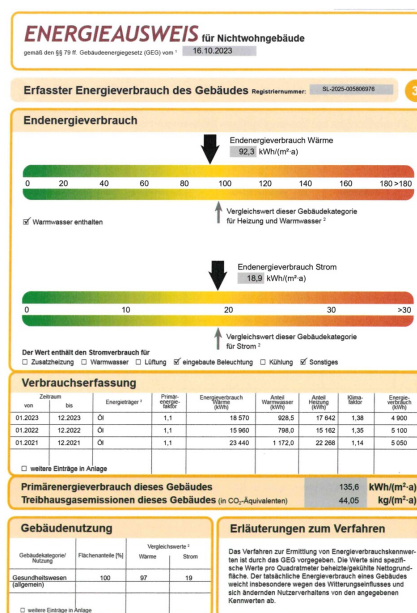 ENERGIEAUSWEIS für Nichtwohngebäude
gemäß den §§ 79 ff. Gebäudeenergiegesetz (GEG) vom ¹ 16.10.2023
Erfasster Energieverbrauch des Gebäudes Registriernummer: SL-2025-005806976 3
Endenergieverbrauch
Endenergieverbrauch Wärme
92,3 kWh/(m²·a)
0 20 40 60 80 100 120 140 160 180 >180
☑ Warmwasser enthalten
Vergleichswert dieser Gebäudekategorie
für Heizung und Warmwasser ²
Endenergieverbrauch Strom
18,9 kWh/(m²·a)
0 10 20 30 >30
Vergleichswert dieser Gebäudekategorie
für Strom ²
Der Wert enthält den Stromverbrauch für
☐ Zusatzheizung ☐ Warmwasser ☐ Lüftung ☑ eingebaute Beleuchtung ☐ Kühlung ☑ Sonstiges
Verbrauchserfassung
Zeitraum
von bis Energieträger ³ Primärenergiefaktor Energieverbrauch Wärme (kWh) Anteil Warmwasser (kWh) Anteil Heizung (kWh) Klimafaktor Energieverbrauch (kWh)
01.2023 12.2023 Öl 1,1 18 570 928,5 17 642 1,38 4 900
01.2022 12.2022 Öl 1,1 15 960 798,0 15 162 1,35 5 100
01.2021 12.2021 Öl 1,1 23 440 1 172,0 22 268 1,14 5 050
☐ weitere Einträge in Anlage
Primärenergieverbrauch dieses Gebäudes 135,6 kWh/(m²·a)
Treibhausgasemissionen dieses Gebäudes (in CO₂-Äquivalenten) 44,05 kg/(m²·a)
Gebäudenutzung
Gebäudekategorie/ Nutzung Flächenanteile [%] Vergleichswerte ² Wärme Strom
Gesundheitswesen (allgemein) 100 97 19
☐ weitere Einträge in Anlage
Erläuterungen zum Verfahren
Das Verfahren zur Ermittlung von Energieverbrauchskennwer-
ten ist durch das GEG vorgegeben. Die Werte sind spezifi-
sche Werte pro Quadratmeter beheizte/gekühlte Nettogrund-
fläche. Der tatsächliche Energieverbrauch eines Gebäudes
weicht insbesondere wegen des Witterungseinflusses und
sich ändernden Nutzerverhaltens von den angegebenen
Kennwerten ab.